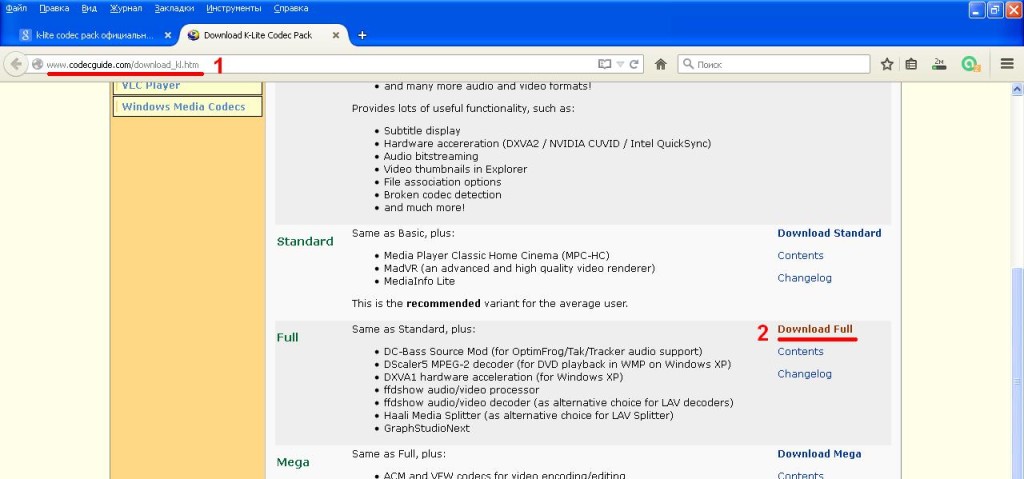 Файл Правка Вид Журнал Закладки Инструменты Справка
k-lite codec pack официальн...
Download K-Lite Codec Pack
www.codecguide.com/download_kl.htm
1
Поиск
2н
2
VLC Player
Windows Media Codecs
and many more audio and video formats!
Provides lots of useful functionality, such as:
Subtitle display
Hardware accereration (DXVA2 / NVIDIA CUVID / Intel QuickSync)
Audio bitstreaming
Video thumbnails in Explorer
File association options
Broken codec detection
and much more!
Standard
Same as Basic, plus:
Media Player Classic Home Cinema (MPC-HC)
MadVR (an advanced and high quality video renderer)
MediaInfo Lite
This is the recommended variant for the average user.
Download Standard
Contents
Changelog
Full
Same as Standard, plus:
DC-Bass Source Mod (for OptimFrog/Tak/Tracker audio support)
DScaler5 MPEG-2 decoder (for DVD playback in WMP on Windows XP)
DXVA1 hardware acceleration (for Windows XP)
ffdshow audio/video processor
ffdshow audio/video decoder (as alternative choice for LAV decoders)
Haali Media Splitter (as alternative choice for LAV Splitter)
GraphStudioNext
2
Download Full
Contents
Changelog
Mega
Same as Full, plus:
ACM and VFW codecs for video encoding/editing
Download Mega
Contents